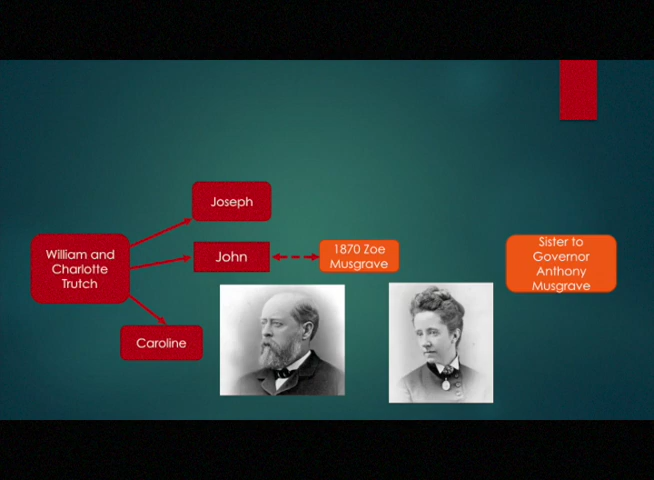 Joseph
William and
Charlotte
Trutch
John
1870 Zoe
Musgrave
Sister to
Governor
Anthony
Musgrave
Caroline